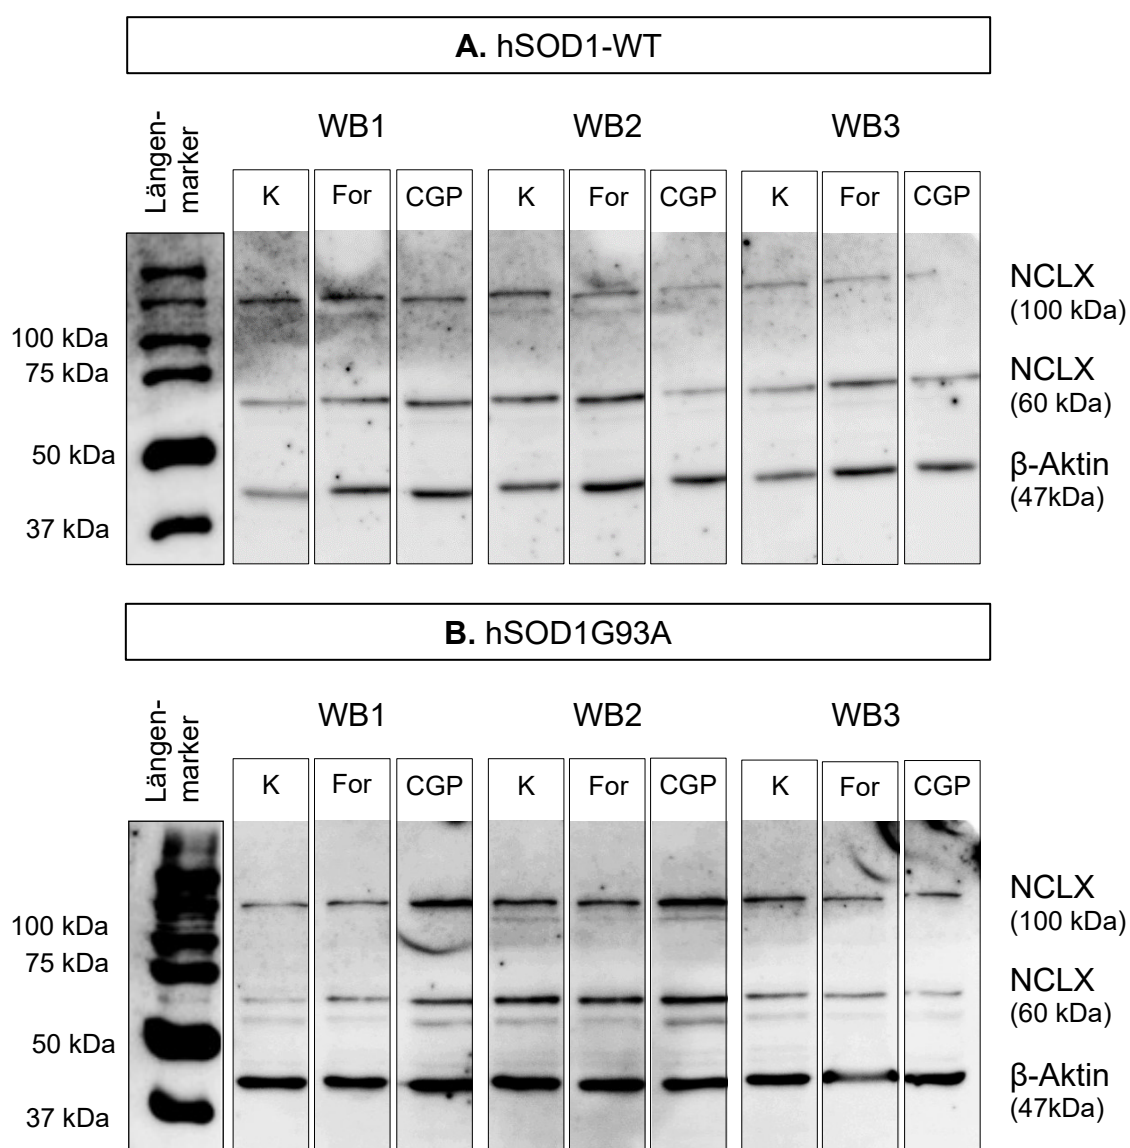 A. hSOD1-WT
Längen-
marker
WB1 WB2 WB3
K For CGP K For CGP K For CGP
100 kDa
75 kDa
50 kDa
37 kDa
NCLX
(100 kDa)
NCLX
(60 kDa)
β-Aktin
(47kDa)
B. hSOD1G93A
Längen-
marker
WB1 WB2 WB3
K For CGP K For CGP K For CGP
100 kDa
75 kDa
50 kDa
37 kDa
NCLX
(100 kDa)
NCLX
(60 kDa)
β-Aktin
(47kDa)